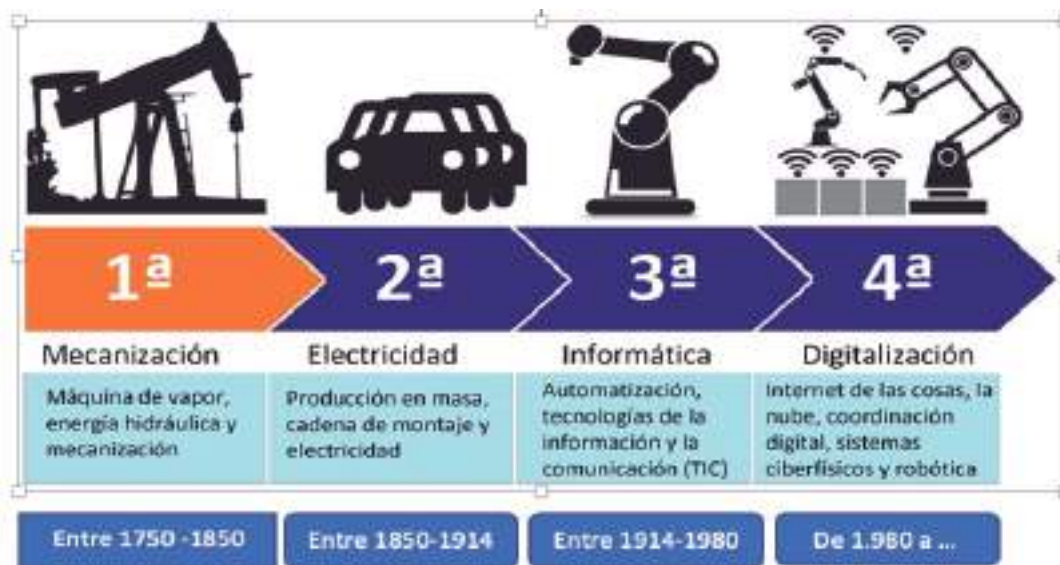 1ª
2ª
3ª
4ª
Mecanización
Electricidad
Informática
Digitalización
Máquina de vapor,
energía hidráulica y
mecanización
Producción en masa,
cadena de montaje y
electricidad
Automatización,
tecnologías de la
información y la
comunicación (TIC)
Internet de las cosas, la
nube, coordinación
digital, sistemas
ciberfísicos y robótica
Entre 1750 -1850
Entre 1850-1914
Entre 1914-1980
De 1.980 a ...